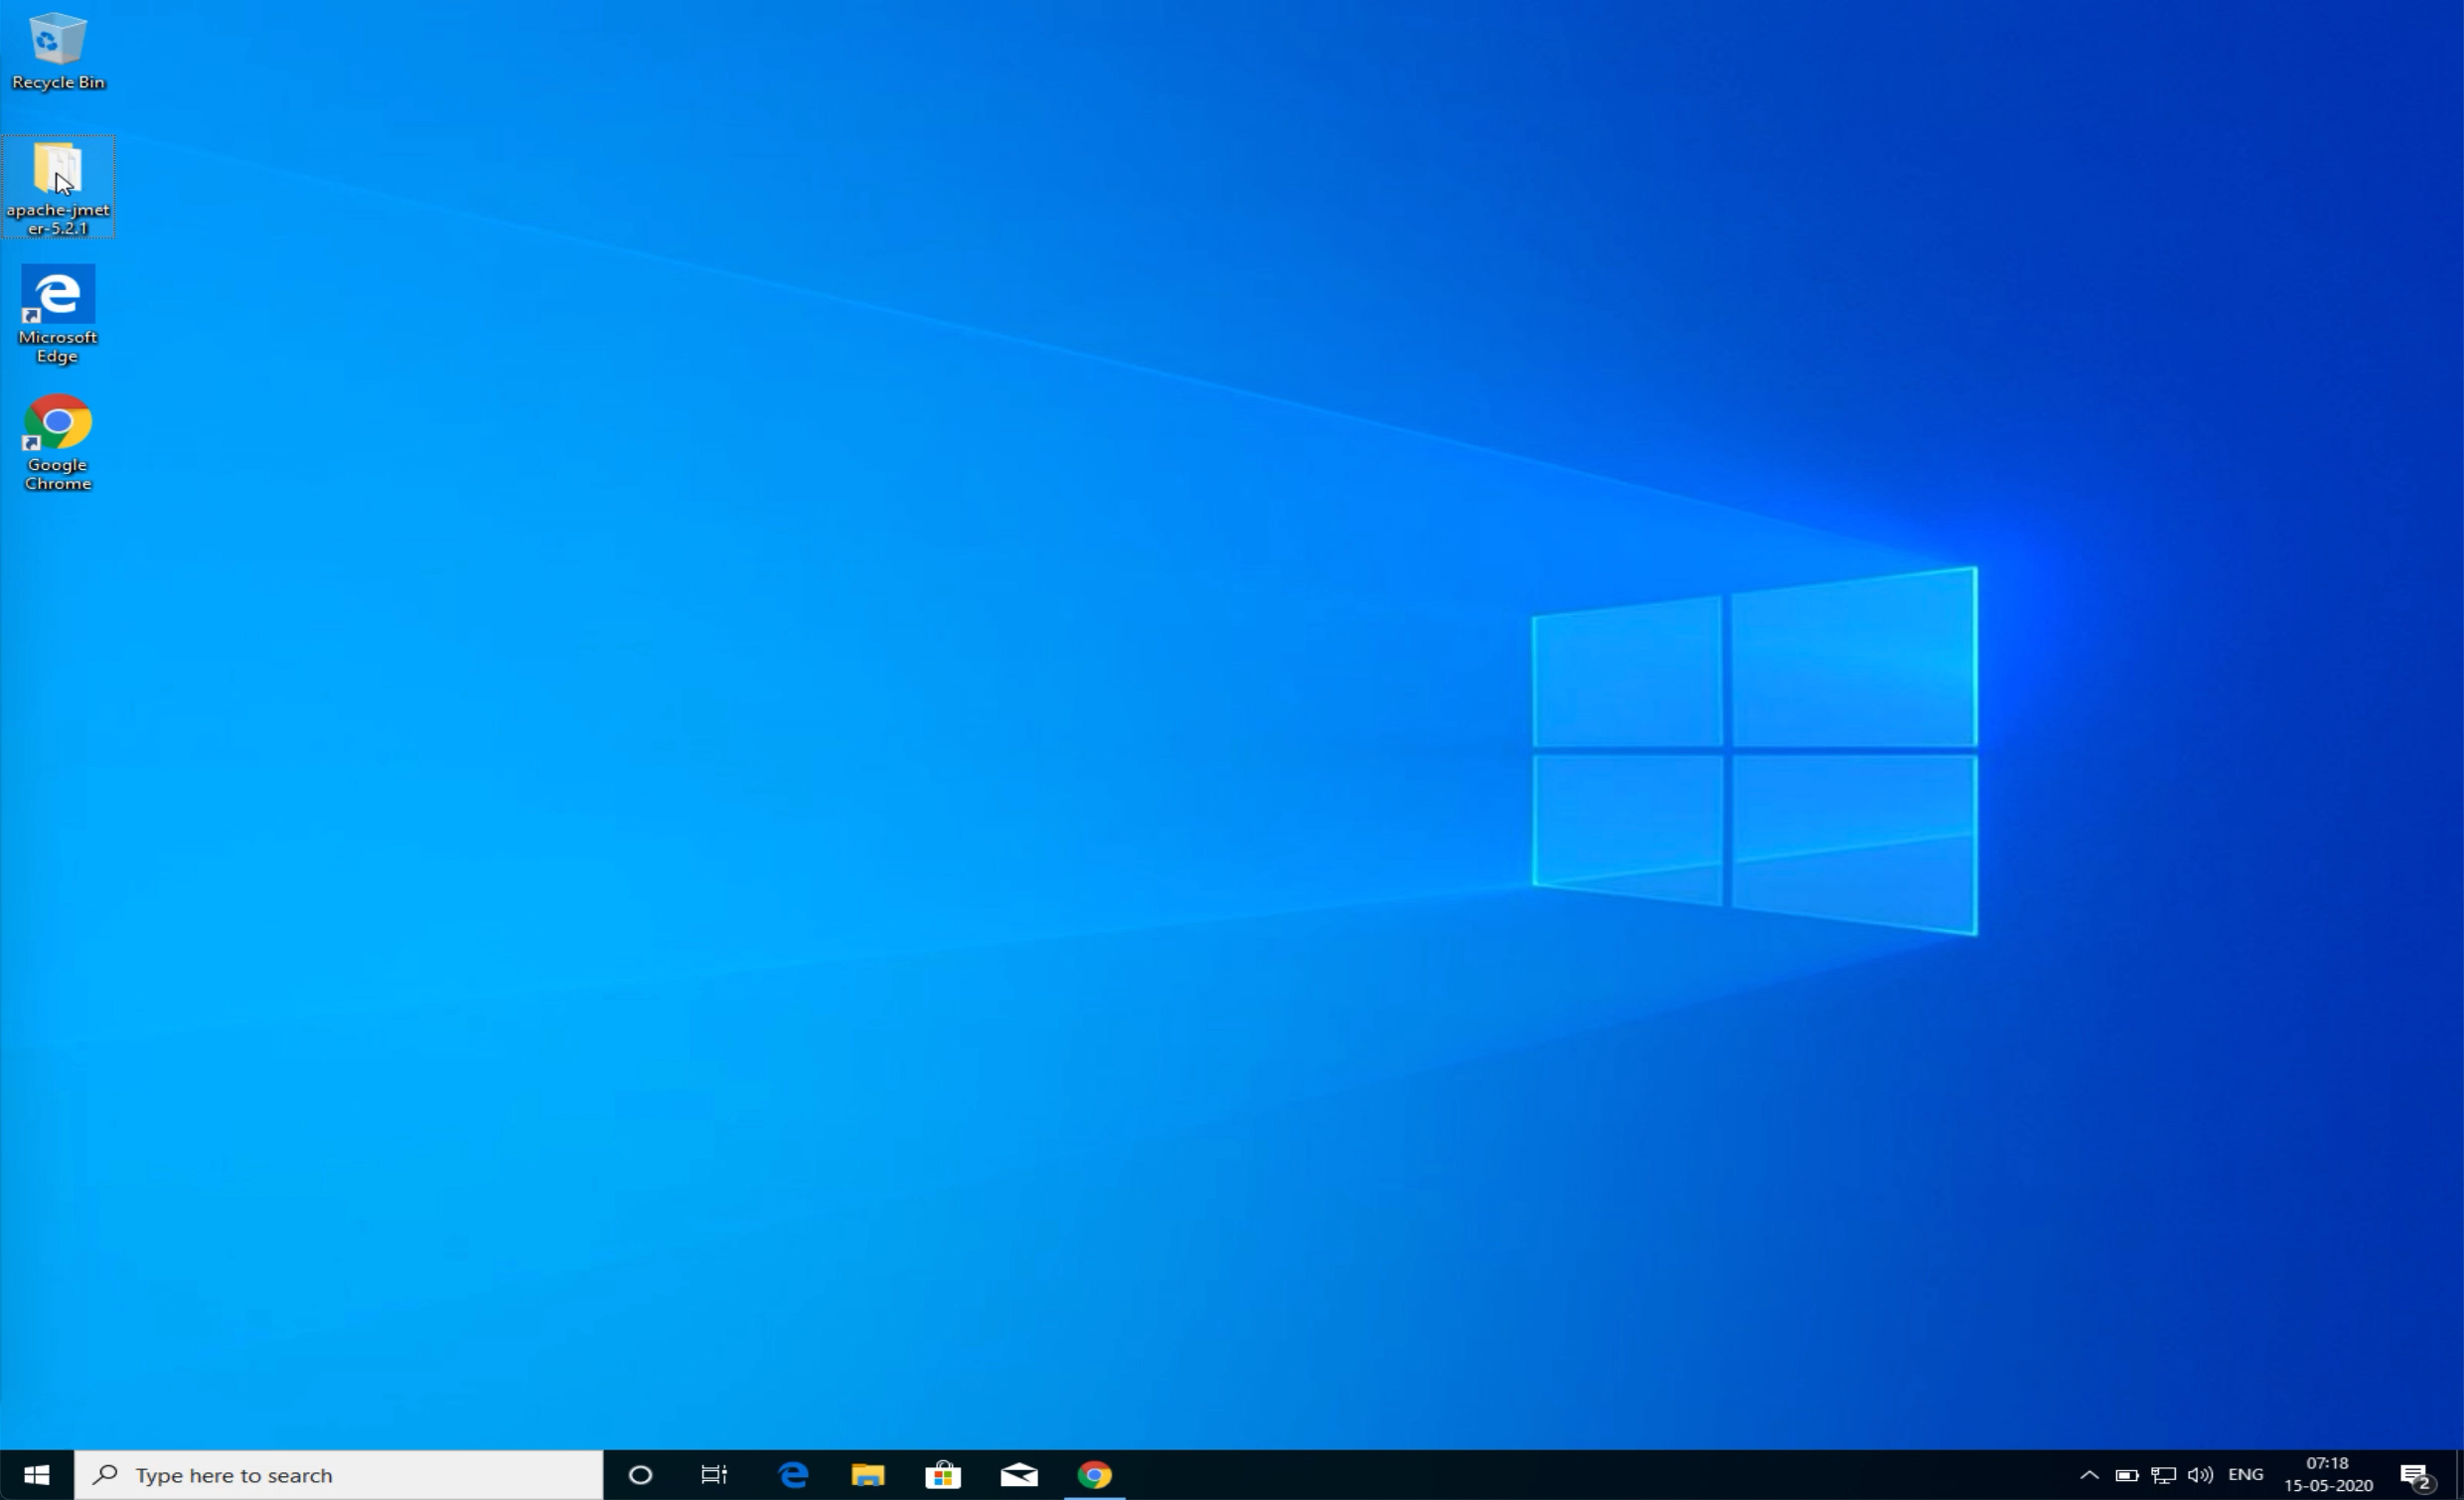 Recycle Bin
apache-jmet
er-5.2.1
Microsoft
Edge
Google
Chrome
Type here to search
ENG
07:18
15-05-2020
2